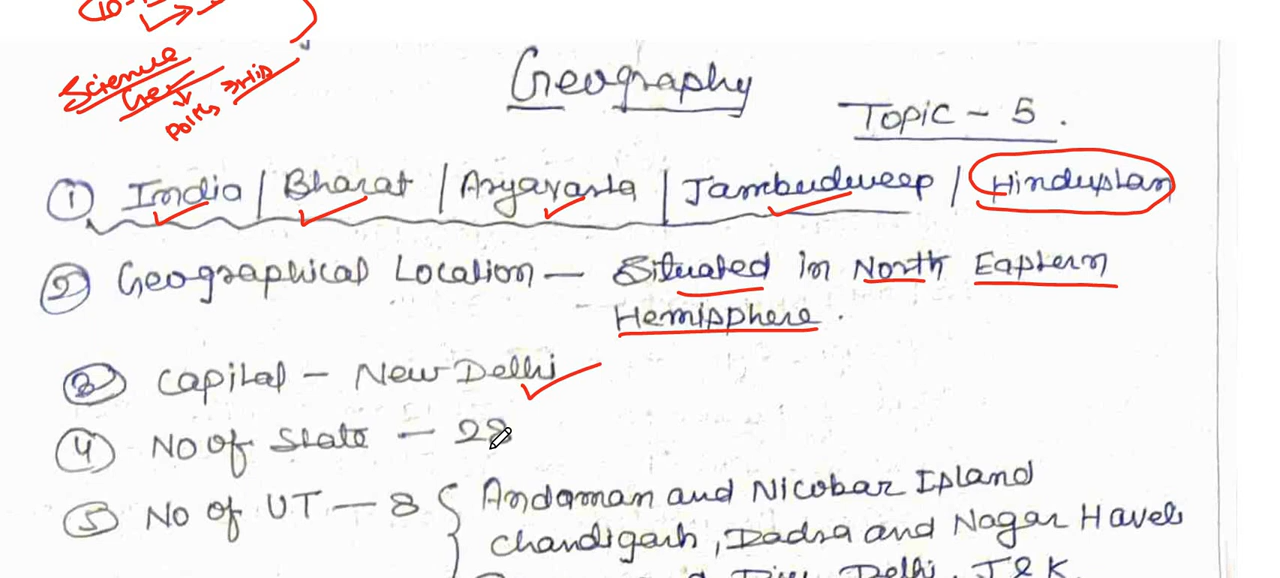 Science
Geo
Points
Geography
Topic - 5.
① India / Bharat / Aryavarta / Jambudweep / Hindustan
② Geographical Location — Situated in North Eastern
Hemisphere.
③ Capital - New Delhi
④ No of State - 28
⑤ No of UT - 8 { Andaman and Nicobar Island
Chandigarh, Dadra and Nagar Haveli
Diu, Delhi, J&K